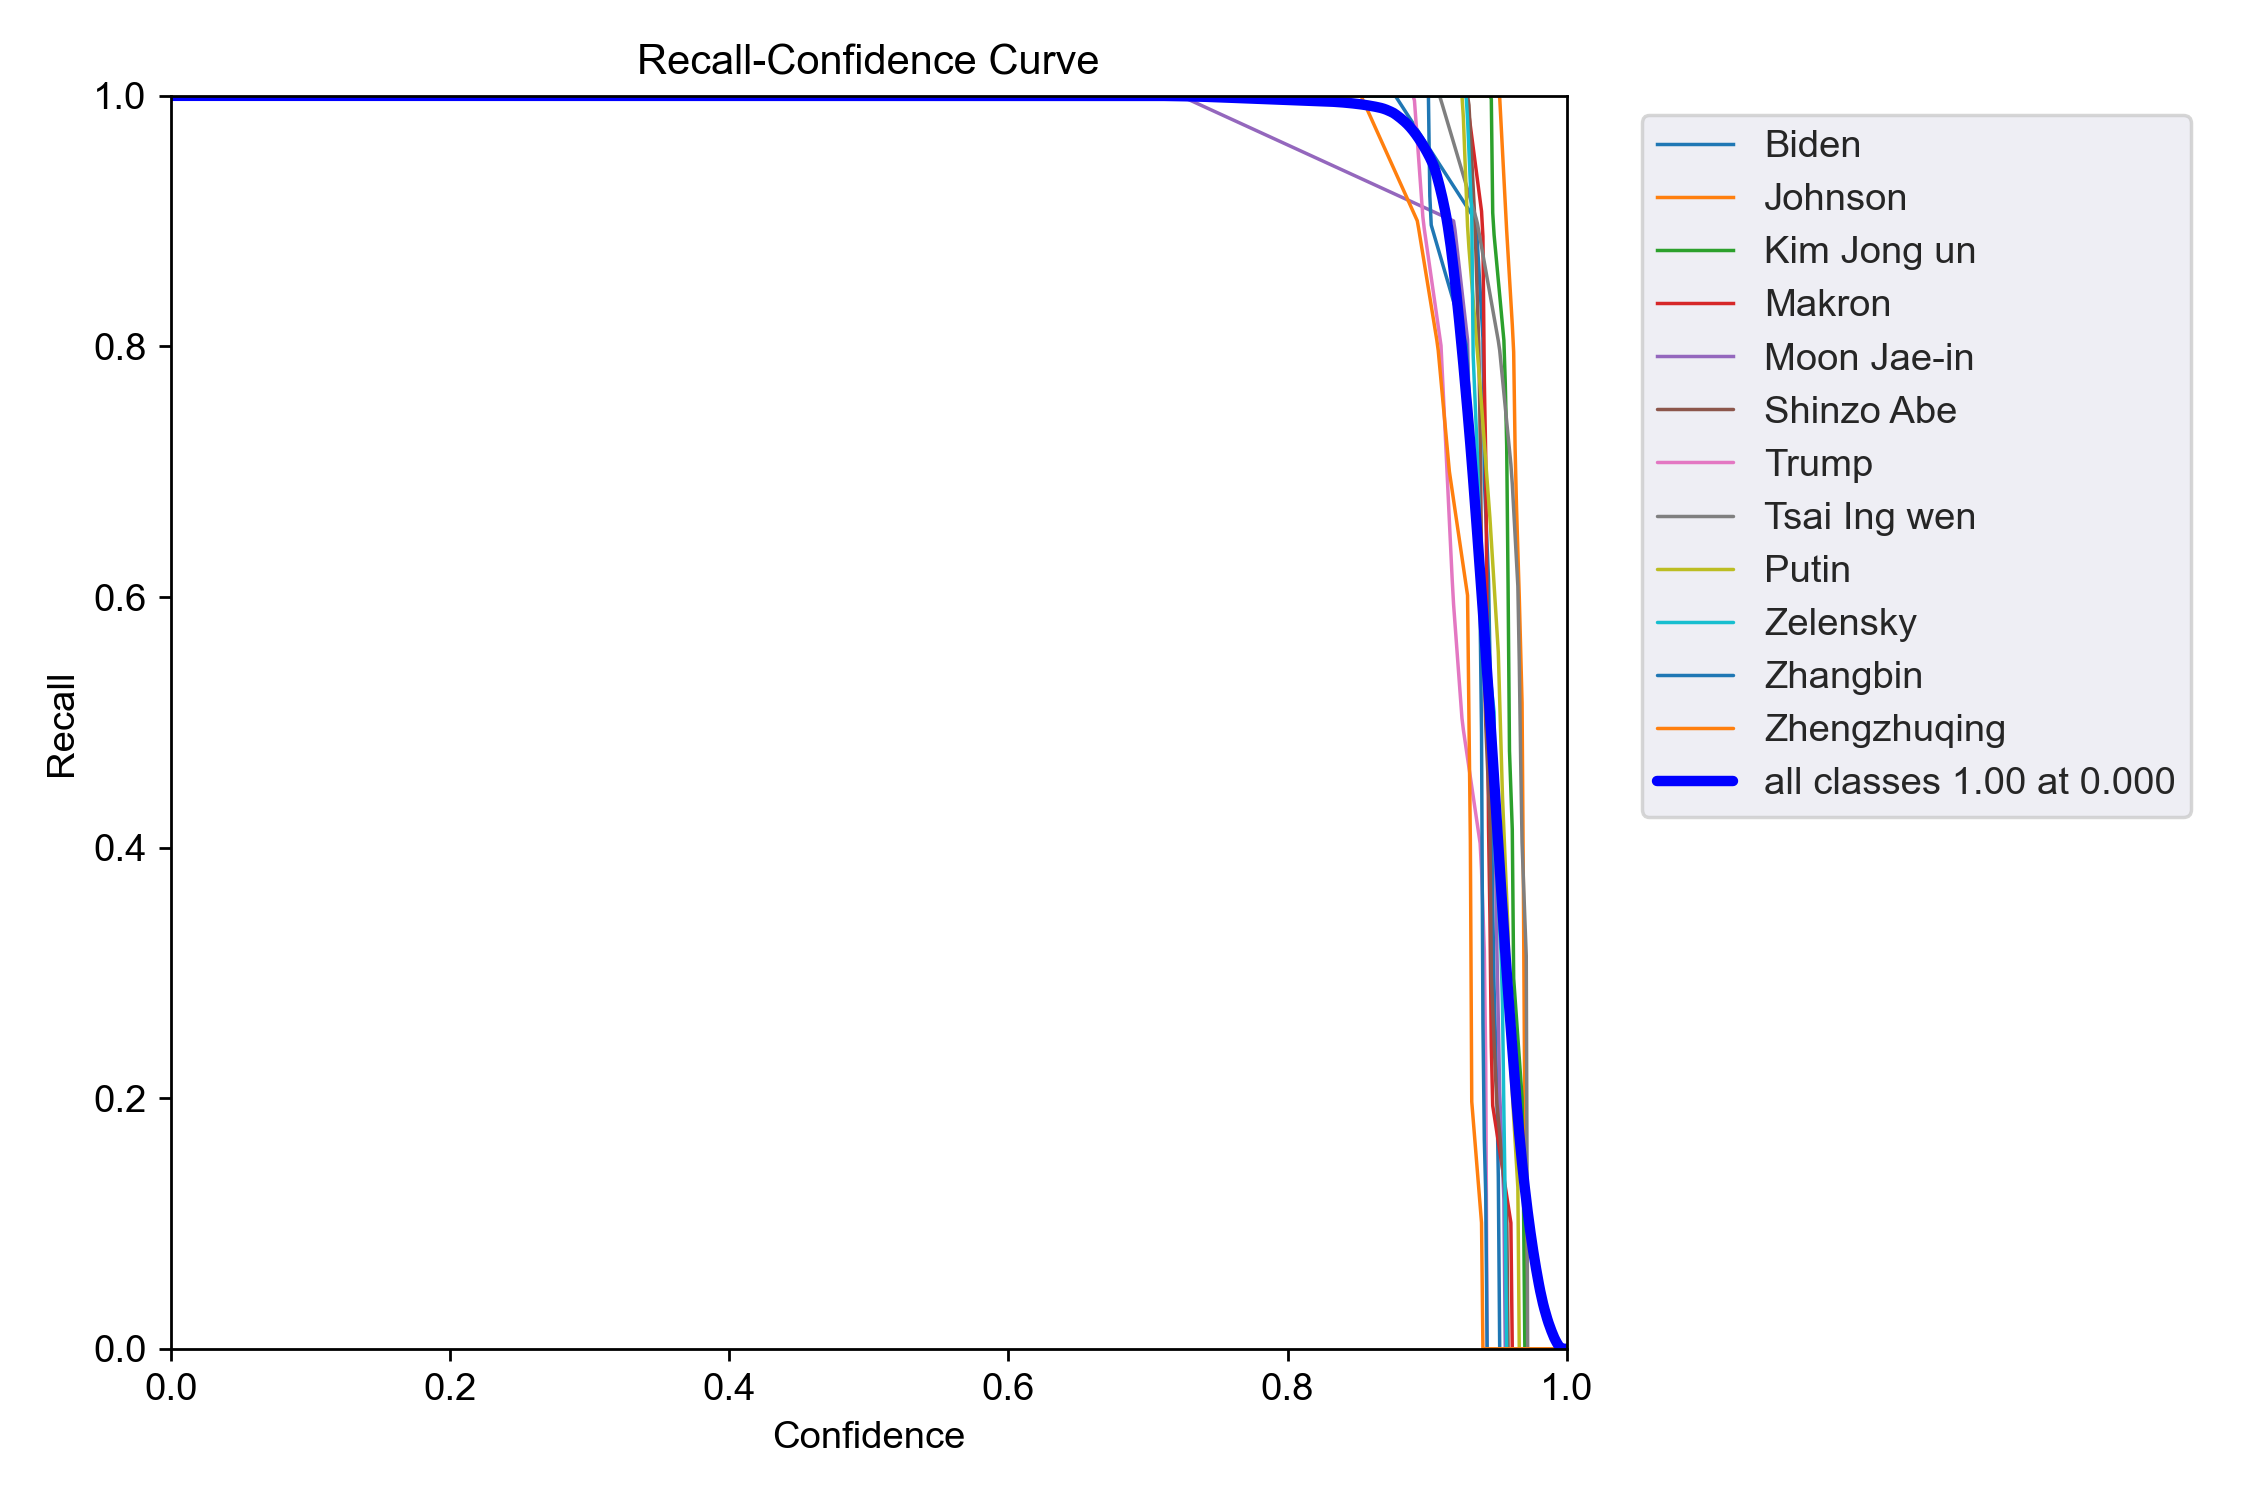 Recall-Confidence Curve
1.0
0.8
0.6
0.4
0.2
0.0
Recall
0.0 0.2 0.4 0.6 0.8 1.0
Confidence
Biden
Johnson
Kim Jong un
Makron
Moon Jae-in
Shinzo Abe
Trump
Tsai Ing wen
Putin
Zelensky
Zhangbin
Zhengzhuqing
all classes 1.00 at 0.000